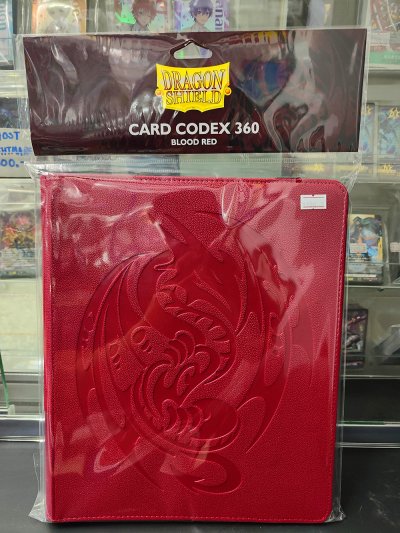 DRAGON
SHIELD
CARD CODEX 360
BLOOD RED